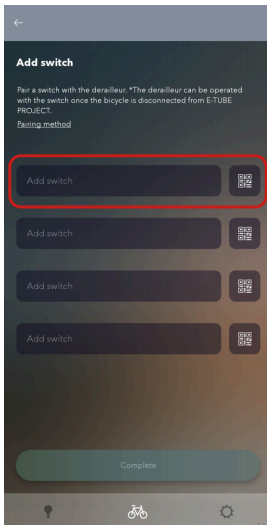 Add switch
Pair a switch with the derailleur. *The derailleur can be operated
with the switch once the bicycle is disconnected from E-TUBE
PROJECT.
Pairing method
Add switch
Add switch
Add switch
Add switch
Complete